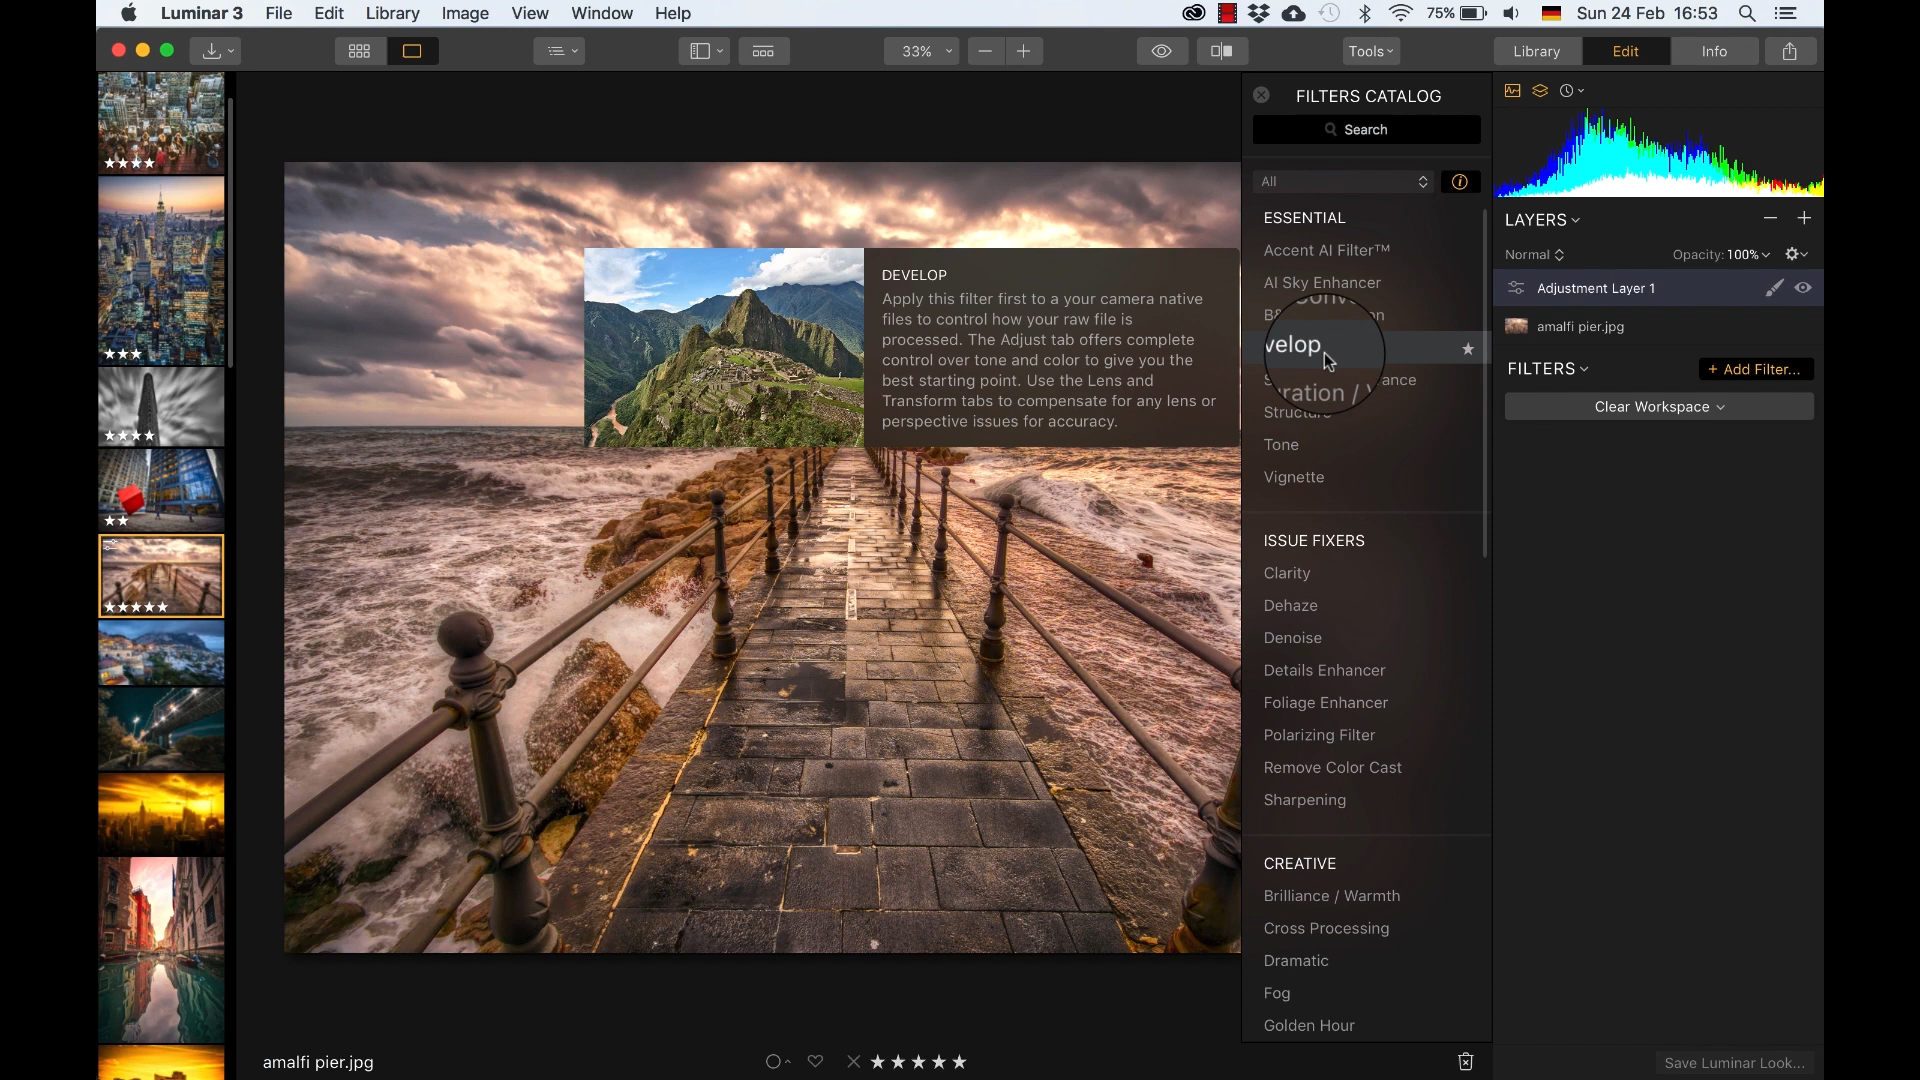 Luminar 3 File Edit Library Image View Window Help 75% Sun 24 Feb 16:53
33% Tools Library Edit Info
FILTERS CATALOG
Search
All
ESSENTIAL
Accent AI Filter™
AI Sky Enhancer
velop
uration /
ance
Structure
Tone
Vignette
ISSUE FIXERS
Clarity
Dehaze
Denoise
Details Enhancer
Foliage Enhancer
Polarizing Filter
Remove Color Cast
Sharpening
CREATIVE
Brilliance / Warmth
Cross Processing
Dramatic
Fog
Golden Hour
DEVELOP
Apply this filter first to a your camera native
files to control how your raw file is
processed. The Adjust tab offers complete
control over tone and color to give you the
best starting point. Use the Lens and
Transform tabs to compensate for any lens or
perspective issues for accuracy.
LAYERS
Normal Opacity: 100%
Adjustment Layer 1
amalfi pier.jpg
FILTERS + Add Filter...
Clear Workspace
amalfi pier.jpg
Save Luminar Look...